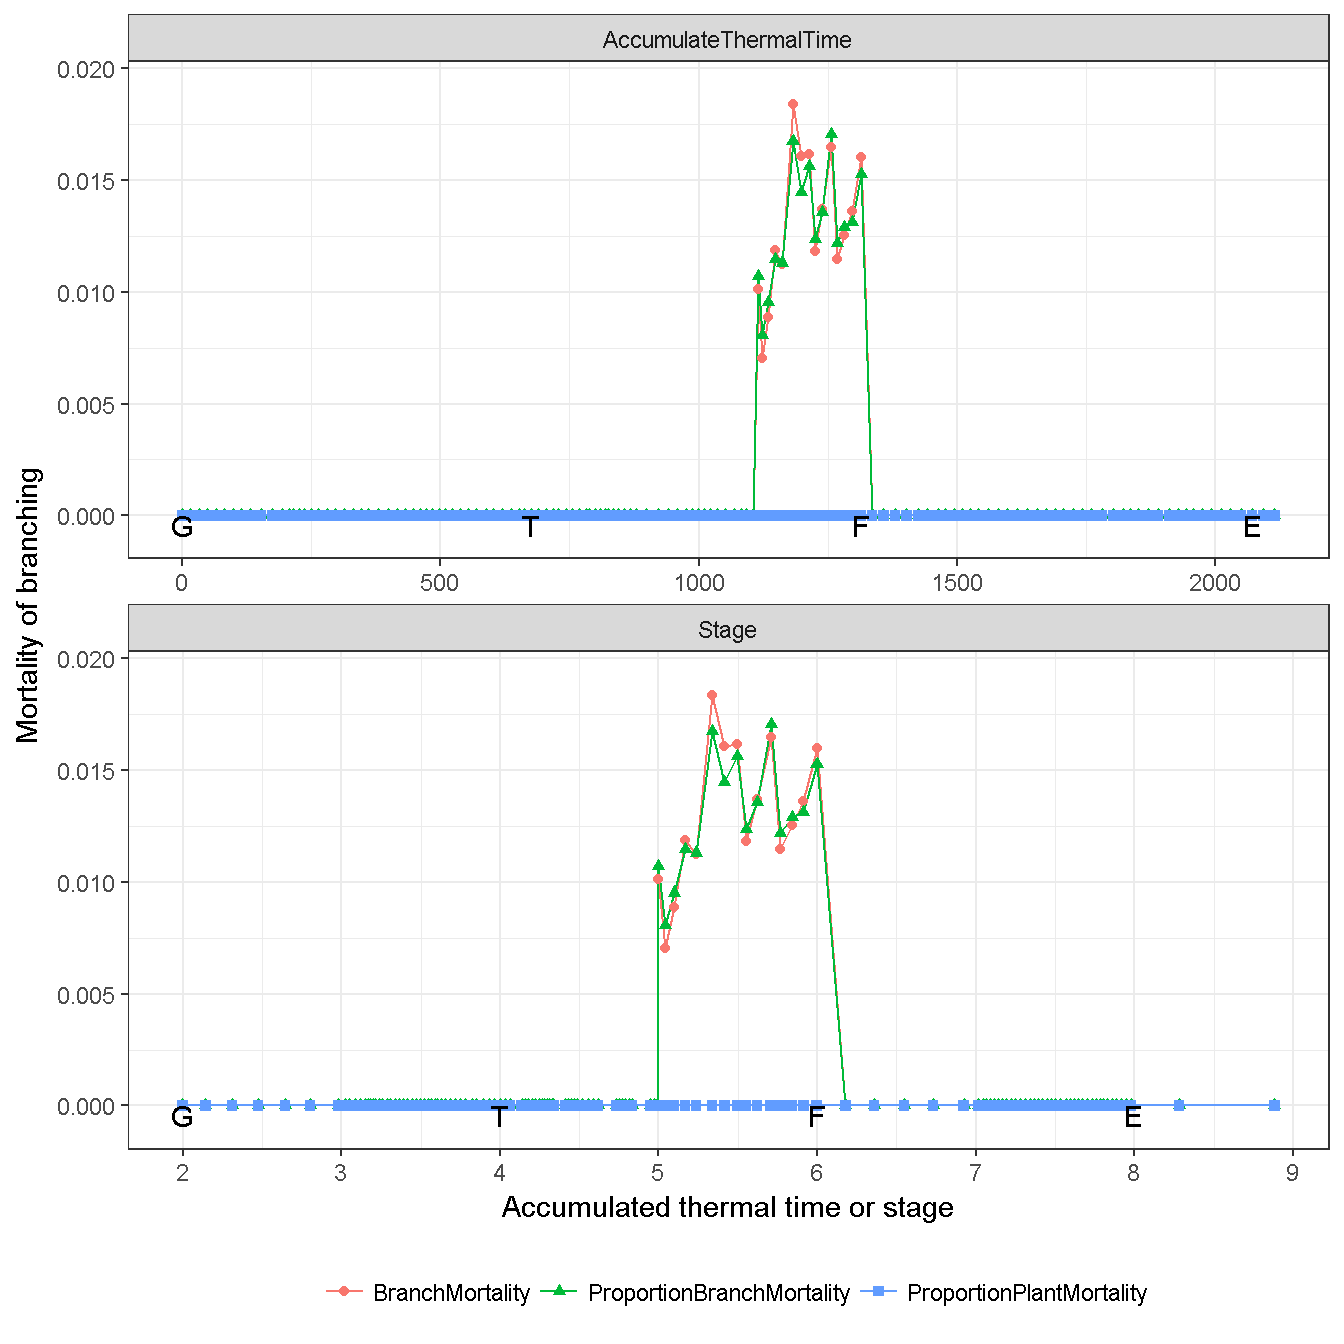 AccumulateThermalTime
0.020
0.015
0.010
0.005
0.000
G T F E
0 500 1000 1500 2000
Mortality of branching
Stage
0.020
0.015
0.010
0.005
0.000
G T F E
2 3 4 5 6 7 8 9
Accumulated thermal time or stage
BranchMortality ProportionBranchMortality ProportionPlantMortality